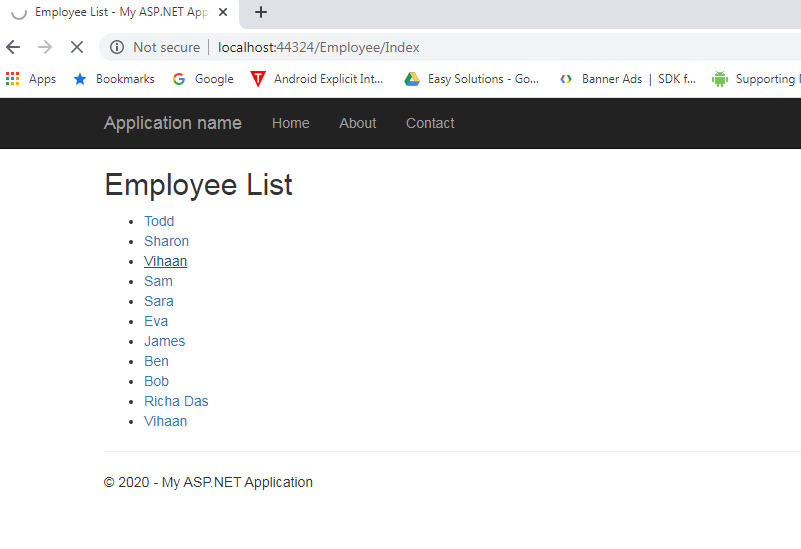 Employee List - My ASP.NET App
Not secure | localhost:44324/Employee/Index
Apps Bookmarks Google Android Explicit Int... Easy Solutions - Go... Banner Ads | SDK f... Supporting
Application name Home About Contact
Employee List
Todd
Sharon
Vihaan
Sam
Sara
Eva
James
Ben
Bob
Richa Das
Vihaan
© 2020 - My ASP.NET Application